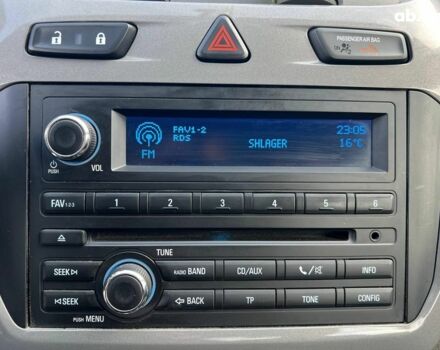 ab.
PASSENGER AIR BAG
FAV1-2
RDS
FM
SHLAGER
23:05
16°C
PUSH
VOL
FAV 1·2·3
1
2
3
4
5
6
TUNE
SEEK
RADIO BAND
CD/AUX
INFO
SEEK
BACK
TP
TONE
CONFIG
PUSH MENU